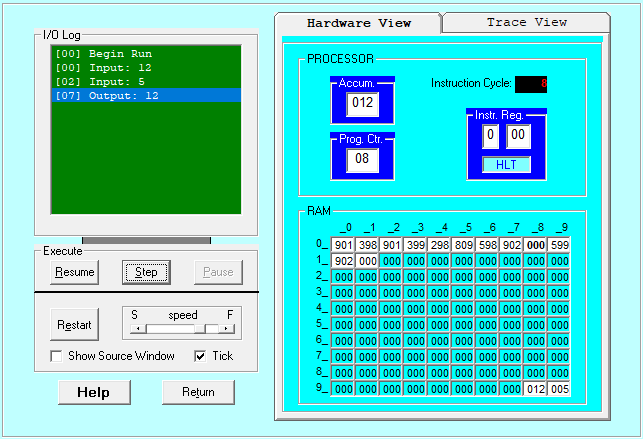 Hardware View Trace View
I/O Log
[00] Begin Run
[00] Input: 12
[02] Input: 5
[07] Output: 12
PROCESSOR
Accum.
012
Instruction Cycle: 8
Prog. Ctr.
08
Instr. Reg.
0 00
HLT
Execute
Resume Step Pause
Restart
S speed F
Show Source Window Tick
Help Return
RAM
_0 _1 _2 _3 _4 _5 _6 _7 _8 _9
0_ 901 398 901 399 298 809 598 902 000 599
1_ 902 000 000 000 000 000 000 000 000 000
2_ 000 000 000 000 000 000 000 000 000 000
3_ 000 000 000 000 000 000 000 000 000 000
4_ 000 000 000 000 000 000 000 000 000 000
5_ 000 000 000 000 000 000 000 000 000 000
6_ 000 000 000 000 000 000 000 000 000 000
7_ 000 000 000 000 000 000 000 000 000 000
8_ 000 000 000 000 000 000 000 000 000 000
9_ 000 000 000 000 000 000 000 000 012 005